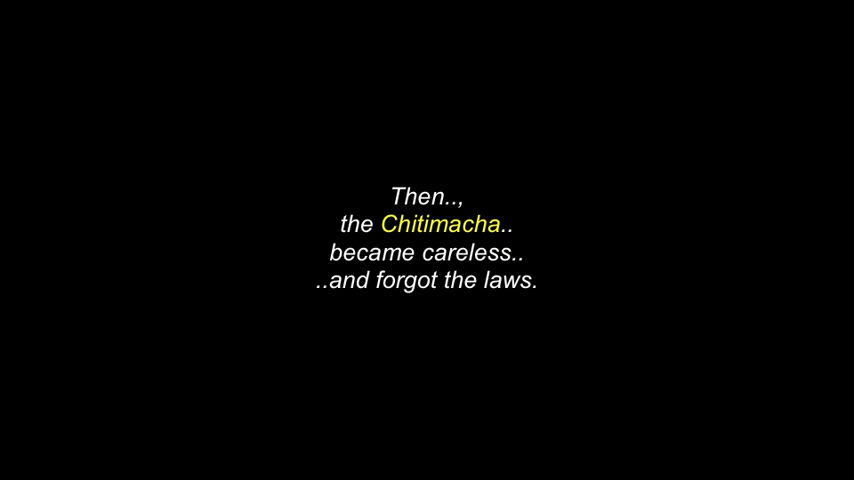 Then..,
the Chitimacha..
became careless..
..and forgot the laws.